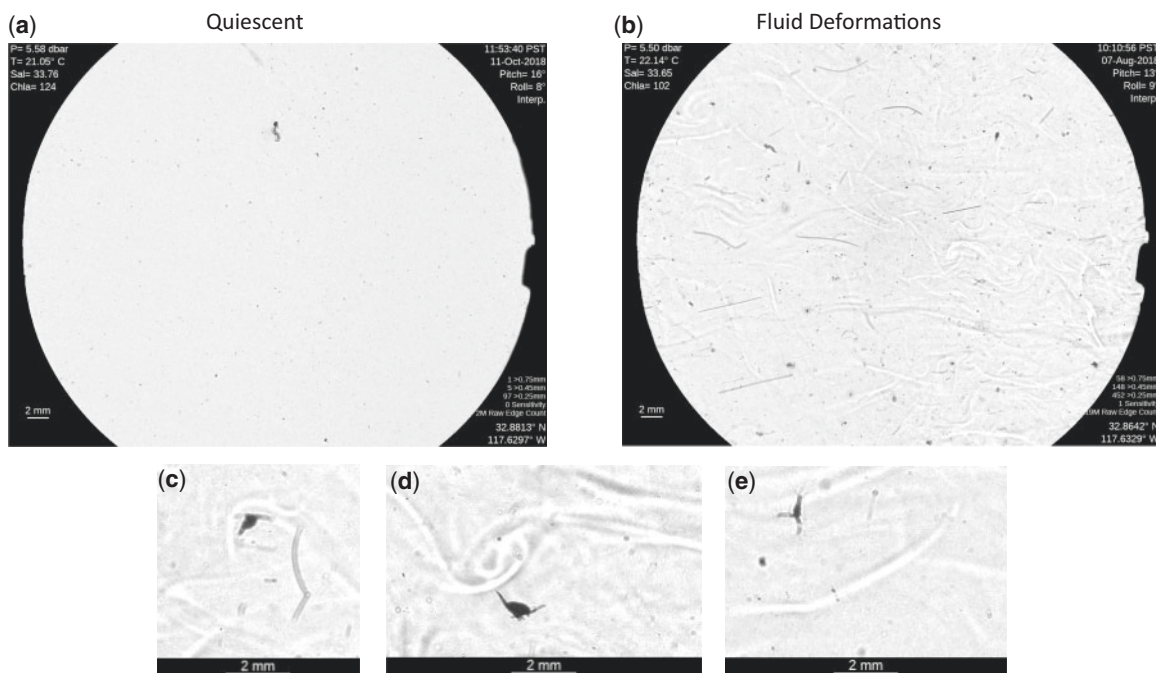 (a) Quiescent
P= 5.58 dbar
T= 21.05° C
Sal= 33.76
Chla= 124
11:53:40 PST
11-Oct-2018
Pitch= 16°
Roll= 8°
Interp.
2 mm
1 >0.75mm
5 >0.45mm
97 >0.25mm
0 Sensitivity
2M Raw Edge Count
32.8813° N
117.6297° W
(b) Fluid Deformations
P= 5.50 dbar
T= 22.14° C
Sal= 33.65
Chla= 102
10:10:56 PST
07-Aug-2018
Pitch= 13°
Roll= 9°
Interp
2 mm
58 >0.75mm
148 >0.45mm
452 >0.25mm
1 Sensitivity
19M Raw Edge Count
32.8642° N
117.6329° W
(c)
2 mm
(d)
2 mm
(e)
2 mm